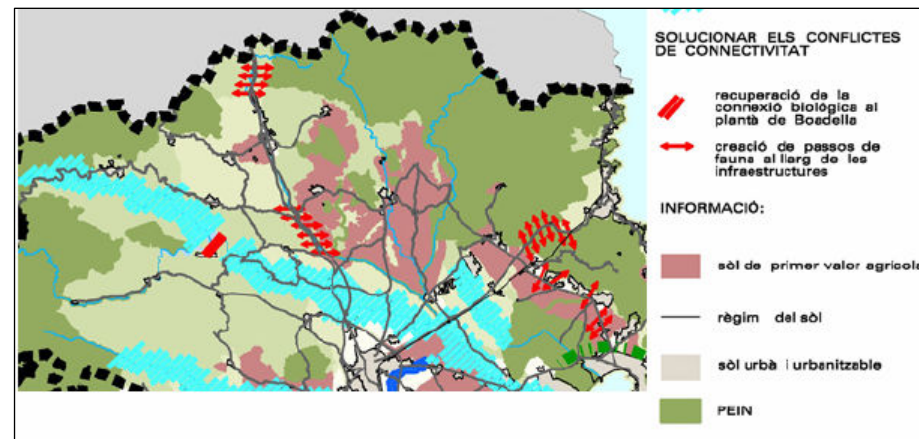 SOLUCIONAR ELS CONFLICTES
DE CONNECTIVITAT
recuperació de la
connexió biològica al
plantà de Boadella
creació de passos de
fauna al llarg de les
infraestructures
INFORMACIÓ:
sòl de primer valor agrícola
règim del sòl
sòl urbà i urbanitzable
PEIN